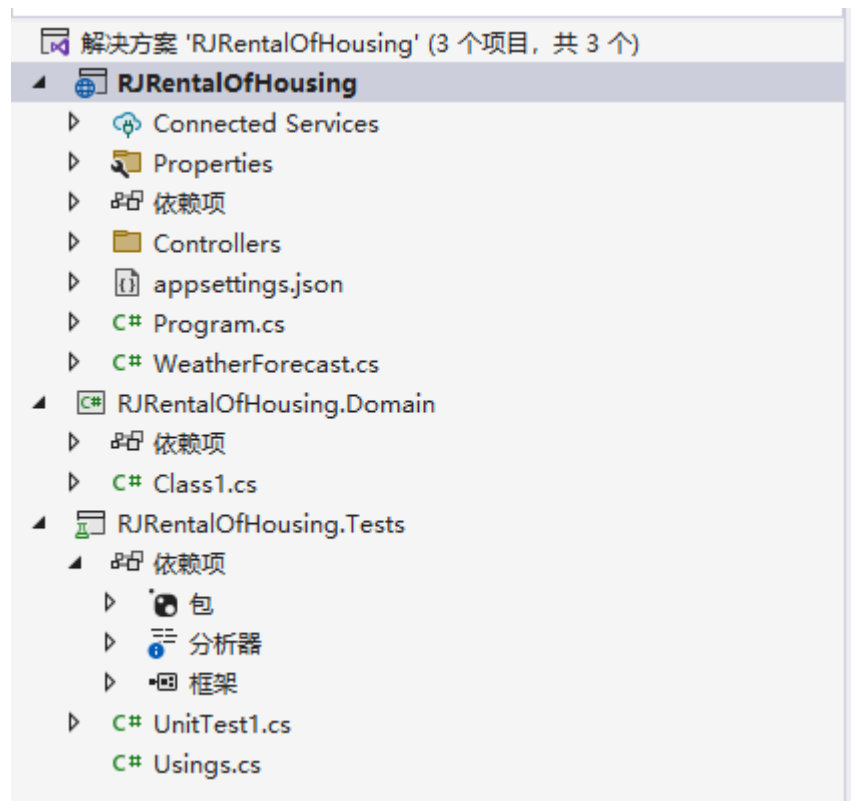 解决方案 'RJRentalOfHousing' (3 个项目，共 3 个)
RJRentalOfHousing
Connected Services
Properties
依赖项
Controllers
appsettings.json
C# Program.cs
C# WeatherForecast.cs
C# RJRentalOfHousing.Domain
依赖项
C# Class1.cs
RJRentalOfHousing.Tests
依赖项
包
分析器
框架
C# UnitTest1.cs
C# Usings.cs